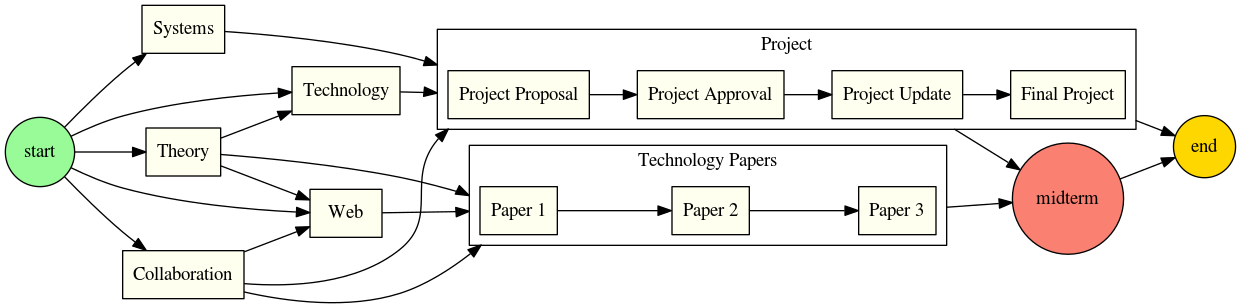 start
Systems
Technology
Theory
Web
Collaboration
Project
Project Proposal
Project Approval
Project Update
Final Project
Technology Papers
Paper 1
Paper 2
Paper 3
midterm
end